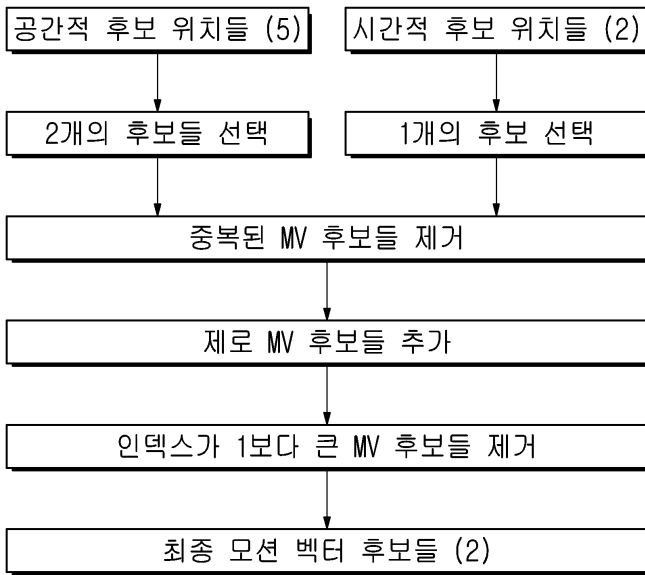 공간적 후보 위치들 (5)
시간적 후보 위치들 (2)
2개의 후보들 선택
1개의 후보 선택
중복된 MV 후보들 제거
제로 MV 후보들 추가
인덱스가 1보다 큰 MV 후보들 제거
최종 모션 벡터 후보들 (2)